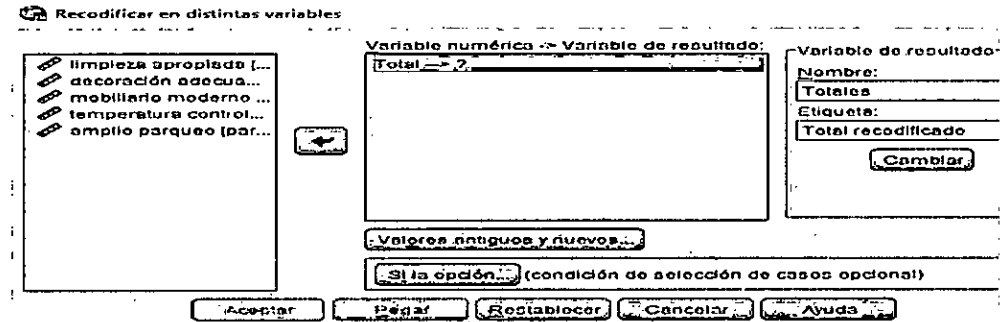 Recodificar en distintas variables
limpieza apropiada (...
decoración adecua...
mobiliario moderno ...
temperatura control...
amplio parqueo (par...
Variable numérica -> Variable de resultado:
Total --> ?
Variable de resultado
Nombre:
Totales
Etiqueta:
Total recodificado
Cambiar
Valores antiguos y nuevos...
Si la opción... (condición de selección de casos opcional)
Aceptar
Pegar
Restablecer
Cancelar
Ayuda